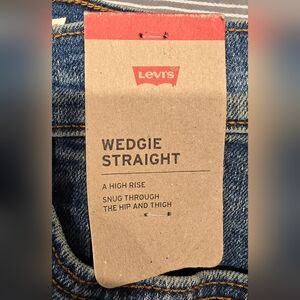 Levi's
WEDGIE
STRAIGHT
A HIGH RISE
SNUG THROUGH
THE HIP AND THIGH